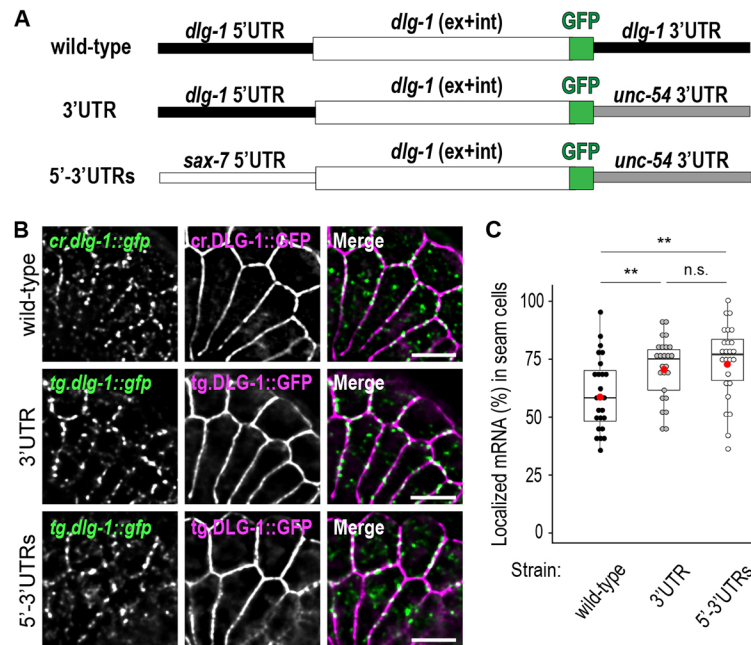 A
dlg-1 5’UTR dlg-1 (ex+int) GFP dlg-1 3’UTR
wild-type
dlg-1 5’UTR dlg-1 (ex+int) GFP unc-54 3’UTR
3’UTR
sax-7 5’UTR dlg-1 (ex+int) GFP unc-54 3’UTR
5’-3’UTRs
B
cr.dlg-1::gfp cr.DLG-1::GFP Merge
wild-type
tg.dlg-1::gfp tg.DLG-1::GFP Merge
3’UTR
tg.dlg-1::gfp tg.DLG-1::GFP Merge
5’-3’UTRs
C
**
** n.s.
Localized mRNA (%) in seam cells
100
75
50
25
0
Strain: wild-type 3’UTR 5’-3’UTRs